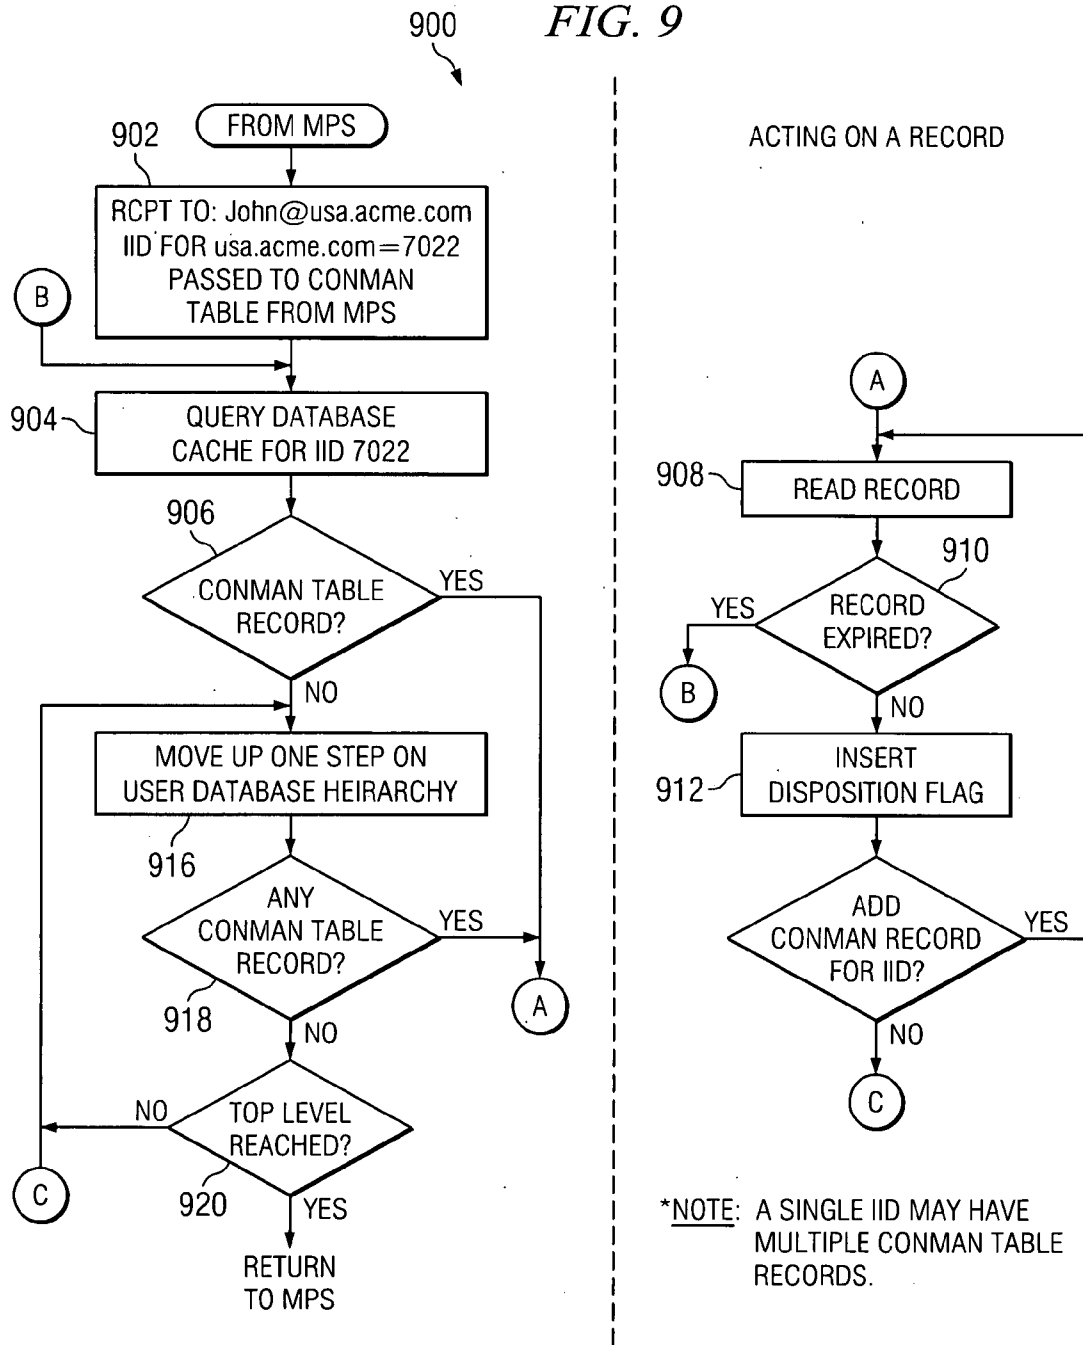 FIG. 9
900
FROM MPS
902
RCPT TO: John@usa.acme.com
IID FOR usa.acme.com=7022
PASSED TO CONMAN
TABLE FROM MPS
B
904
QUERY DATABASE
CACHE FOR IID 7022
906
CONMAN TABLE
RECORD?
YES
NO
MOVE UP ONE STEP ON
USER DATABASE HEIRARCHY
916
ANY
CONMAN TABLE
RECORD?
YES
918
A
NO
TOP LEVEL
REACHED?
NO
C
920
YES
RETURN
TO MPS
ACTING ON A RECORD
A
908
READ RECORD
910
RECORD
EXPIRED?
YES
B
NO
912
INSERT
DISPOSITION FLAG
ADD
CONMAN RECORD
FOR IID?
YES
NO
C
*NOTE: A SINGLE IID MAY HAVE
MULTIPLE CONMAN TABLE
RECORDS.